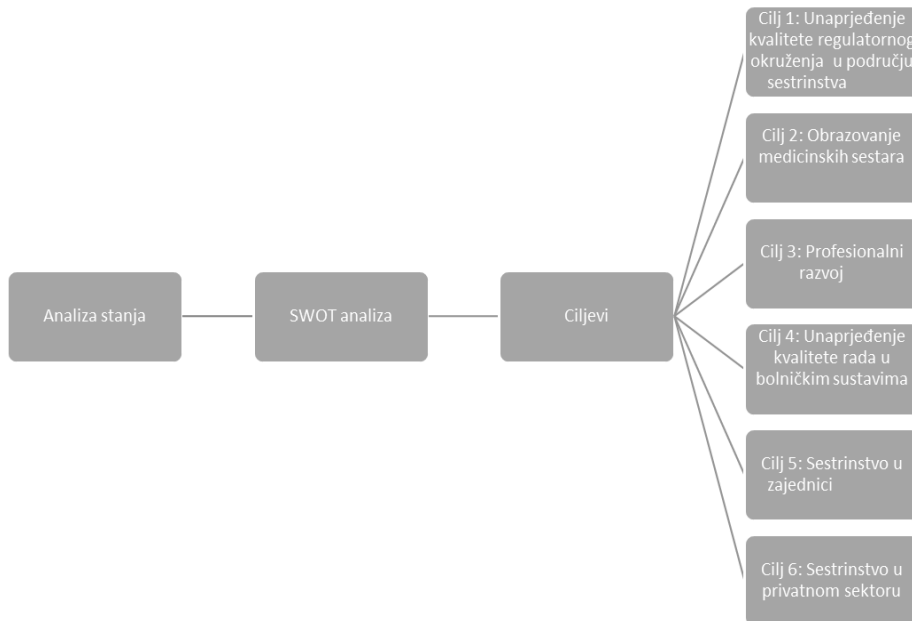 Analiza stanja
SWOT analiza
Ciljevi
Cilj 1: Unaprjeđenje
kvalitete regulatornog
okruženja u području
sestrinstva
Cilj 2: Obrazovanje
medicinskih sestara
Cilj 3: Profesionalni
razvoj
Cilj 4: Unaprjeđenje
kvalitete rada u
bolničkim sustavima
Cilj 5: Sestrinstvo u
zajednici
Cilj 6: Sestrinstvo u
privatnom sektoru